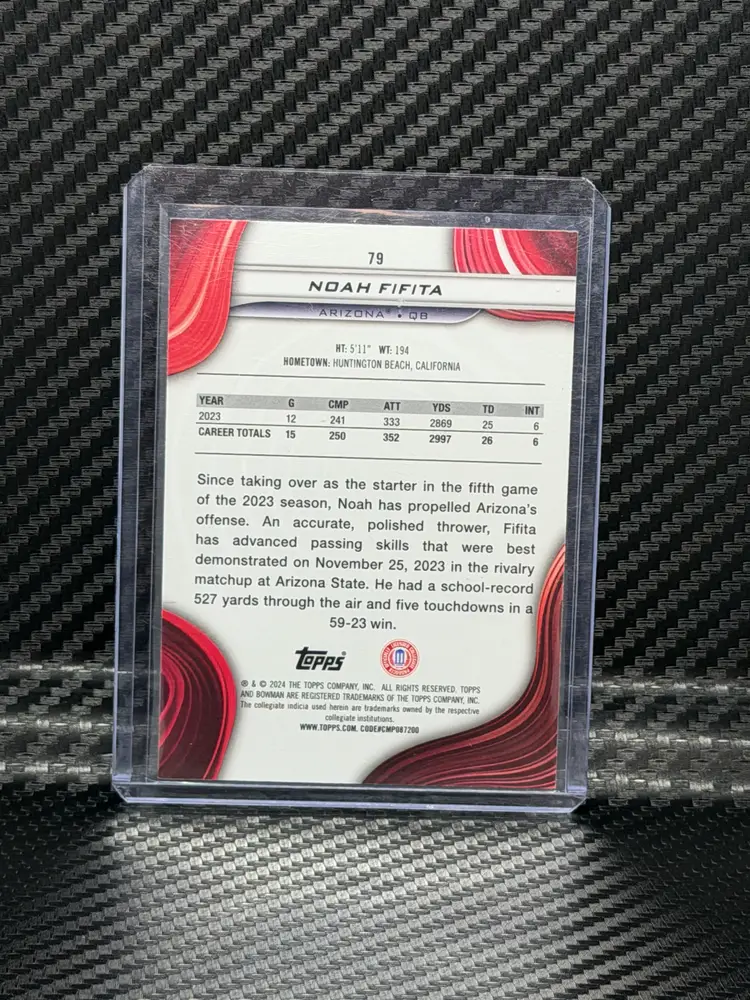 79
NOAH FIFITA
ARIZONA® • QB
HT: 5'11" WT: 194
HOMETOWN: HUNTINGTON BEACH, CALIFORNIA
YEAR G CMP ATT YDS TD INT
2023 12 241 333 2869 25 6
CAREER TOTALS 15 250 352 2997 26 6
Since taking over as the starter in the fifth game
of the 2023 season, Noah has propelled Arizona's
offense. An accurate, polished thrower, Fifita
has advanced passing skills that were best
demonstrated on November 25, 2023 in the rivalry
matchup at Arizona State. He had a school-record
527 yards through the air and five touchdowns in a
59-23 win.
Topps®
® & © 2024 THE TOPPS COMPANY, INC. ALL RIGHTS RESERVED. TOPPS
AND BOWMAN ARE REGISTERED TRADEMARKS OF THE TOPPS COMPANY, INC.
The collegiate indicia used herein are trademarks owned by the respective
collegiate institutions.
WWW.TOPPS.COM. CODE#CMP087200